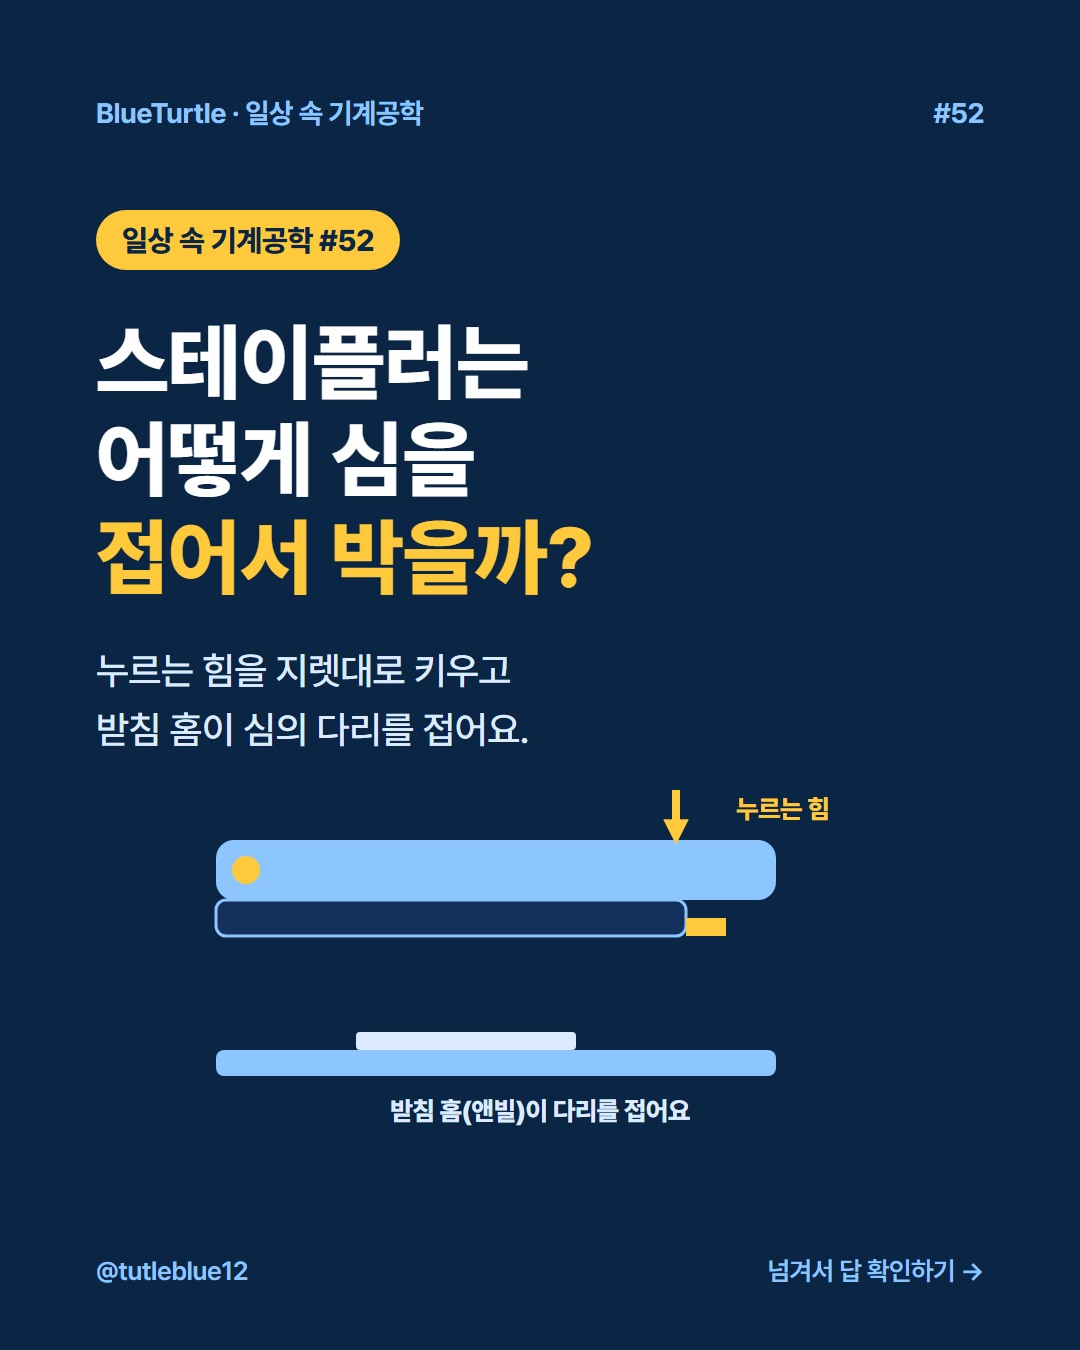 BlueTurtle · 일상 속 기계공학
#52
일상 속 기계공학 #52
스테이플러는
어떻게 심을
접어서 박을까?
누르는 힘을 지렛대로 키우고
받침 홈이 심의 다리를 접어요.
누르는 힘
받침 홈(앤빌)이 다리를 접어요
@tutleblue12
넘겨서 답 확인하기 →